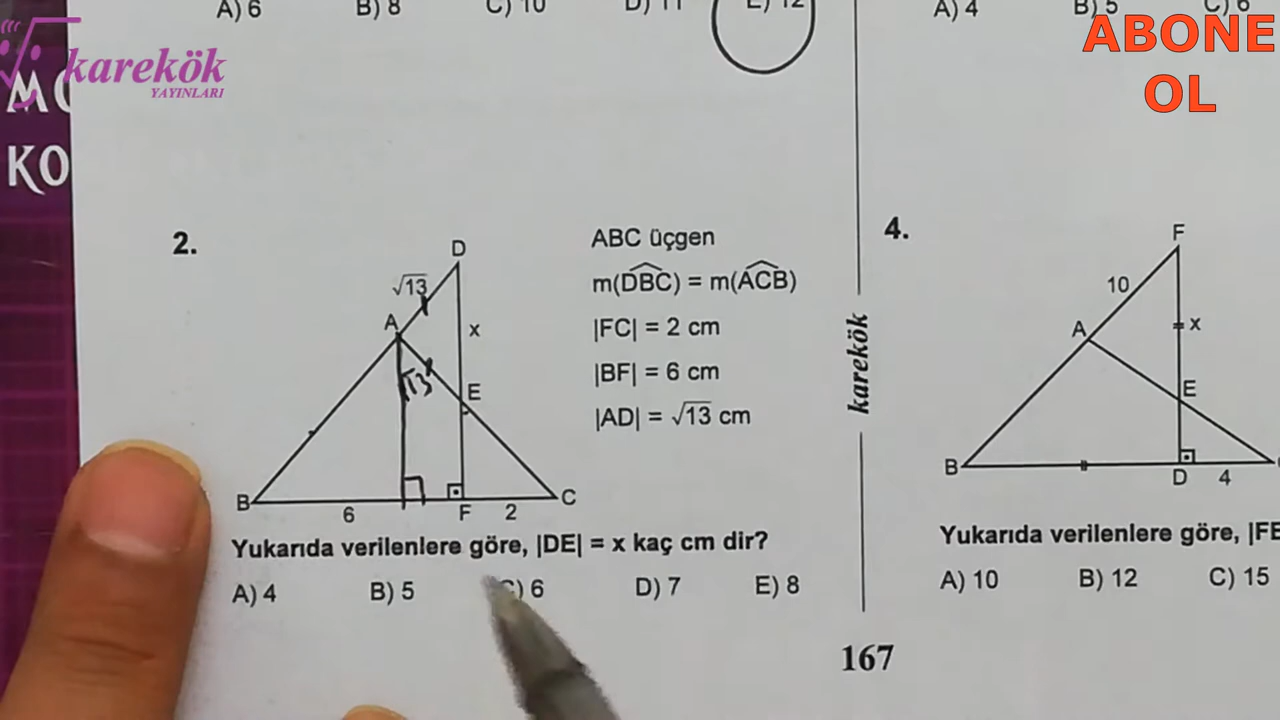 A) 6 B) 8 C) 10 D) 11 E) 12
A) 4 B) 5 C) 6
ABONE
OL
karekök
YAYINLARI
KO
2.
D
√13
A
x
√13
E
B
6
F
2
C
ABC üçgen
m(DBC) = m(ACB)
|FC| = 2 cm
|BF| = 6 cm
|AD| = √13 cm
Yukarıda verilenlere göre, |DE| = x kaç cm dir?
A) 4 B) 5 C) 6 D) 7 E) 8
karekök
4.
F
10
A
x
E
B
D
4
Yukarıda verilenlere göre, |FE
A) 10 B) 12 C) 15
167